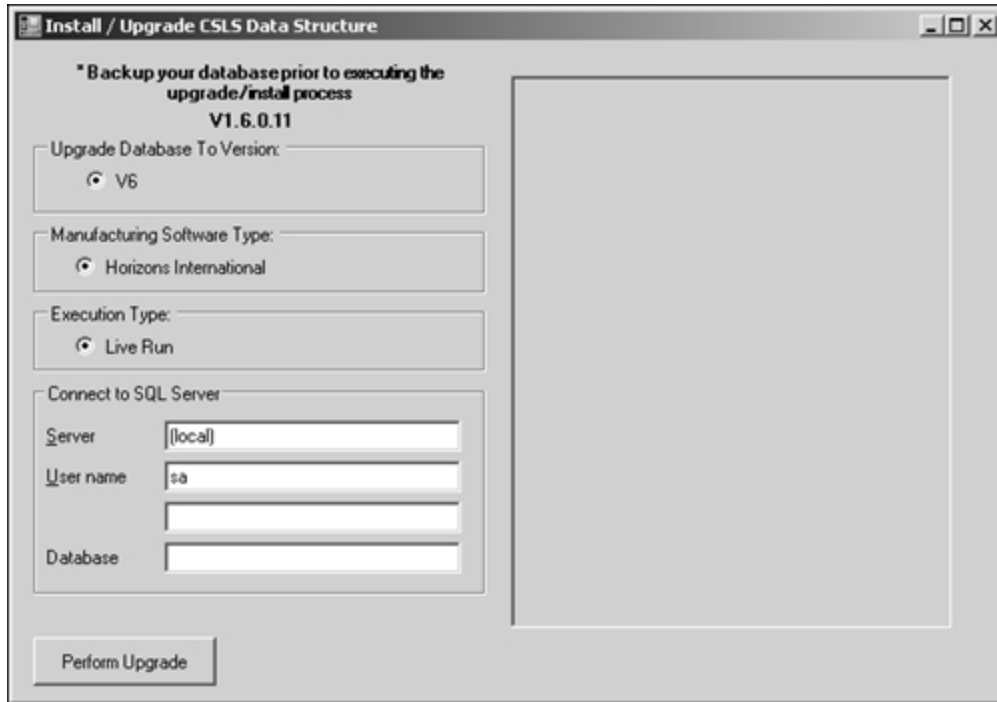 Install / Upgrade CSLS Data Structure
*Backup your database prior to executing the
upgrade/install process
V1.6.0.11
Upgrade Database To Version:
V6
Manufacturing Software Type:
Horizons International
Execution Type:
Live Run
Connect to SQL Server
Server
(local)
User name
sa
Database
Perform Upgrade